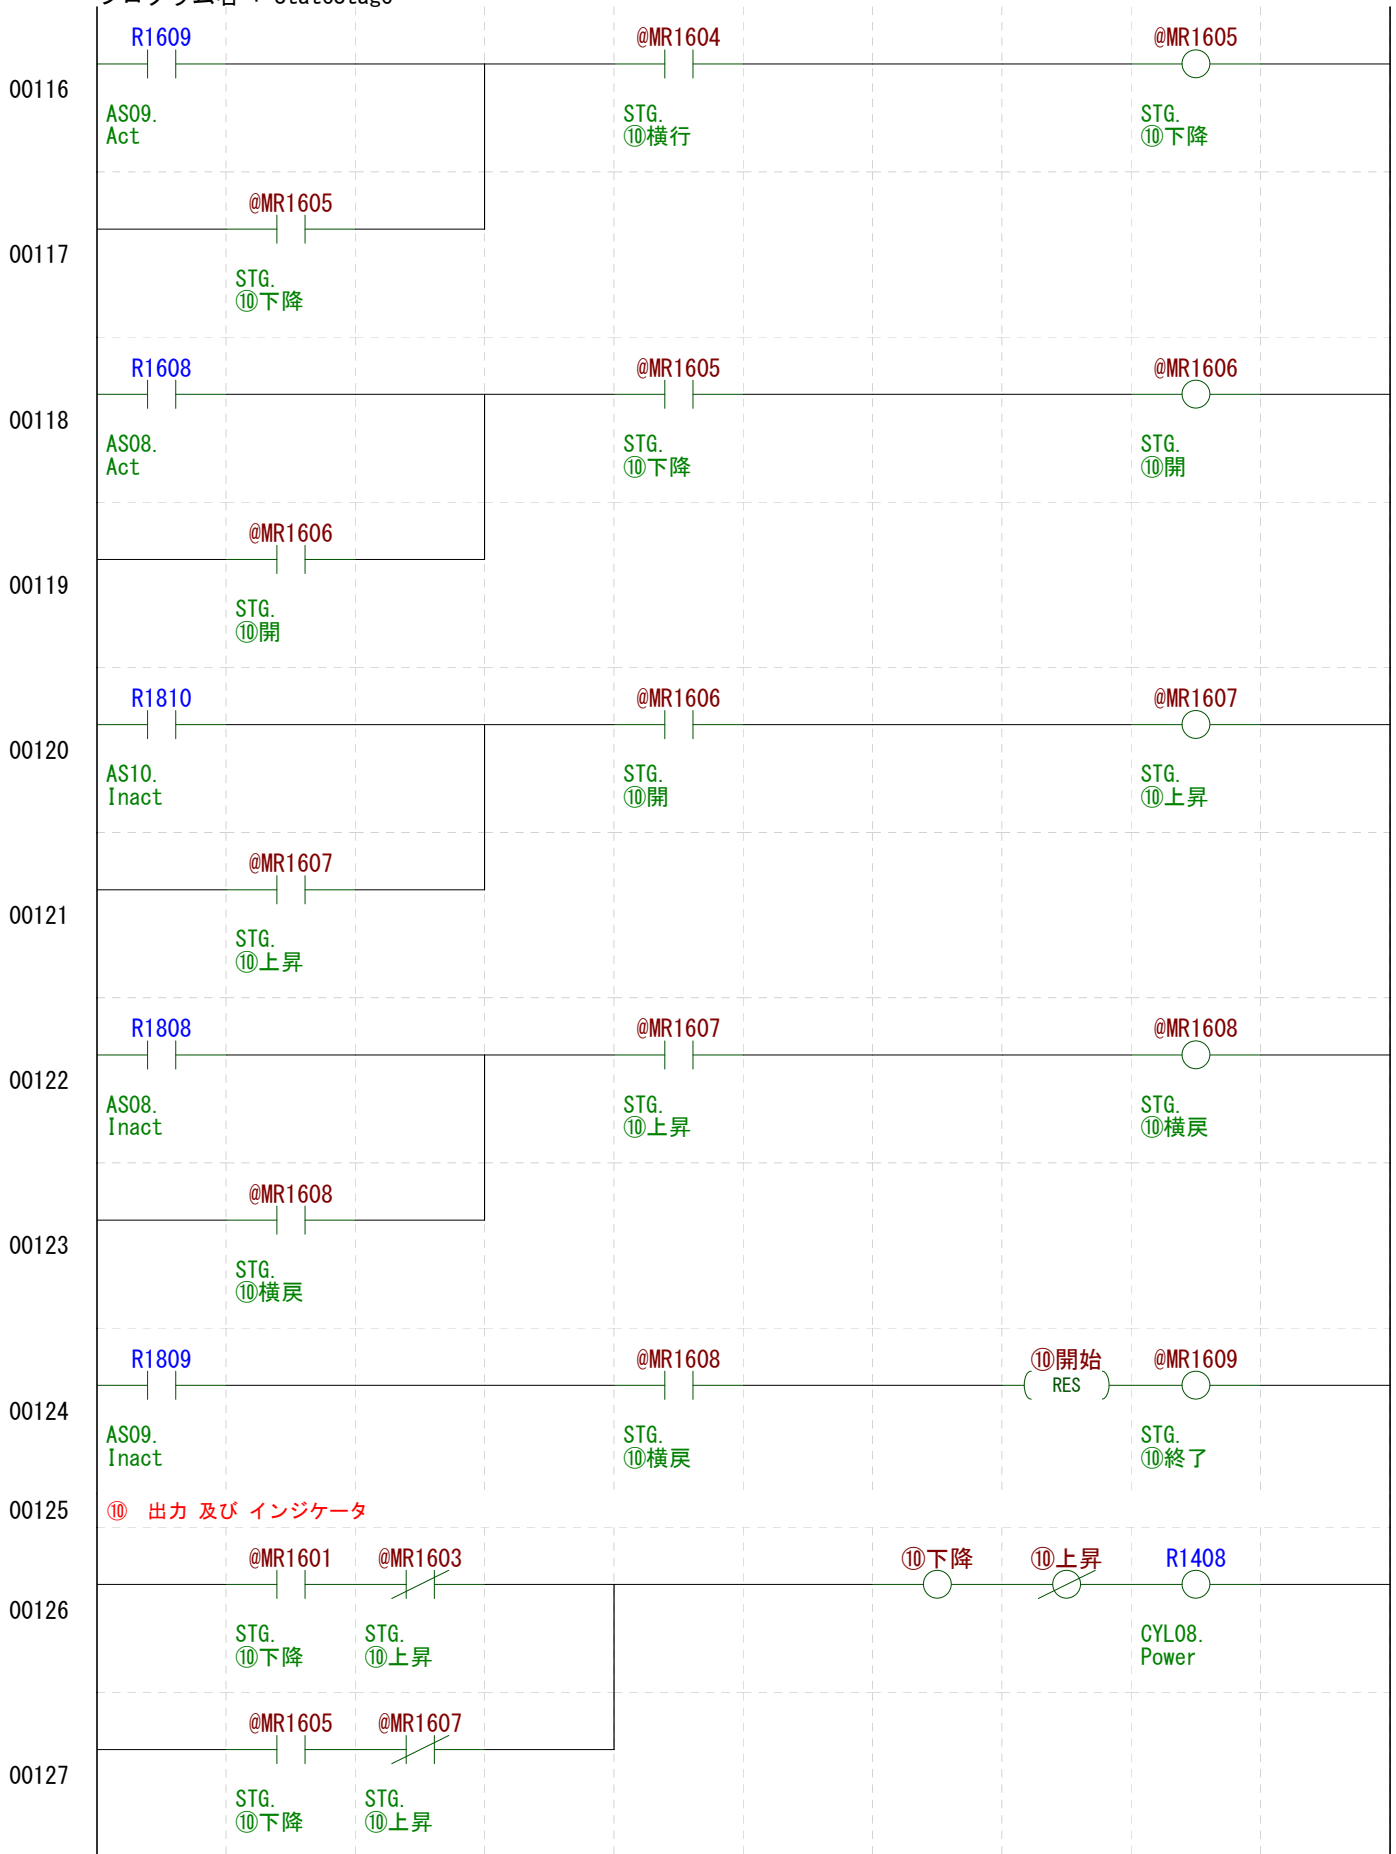 R1609 @MR1604 @MR1605
00116
AS09. STG. STG.
Act ⑩横行 ⑩下降
@MR1605
00117
STG.
⑩下降
R1608 @MR1605 @MR1606
00118
AS08. STG. STG.
Act ⑩下降 ⑩開
@MR1606
00119
STG.
⑩開
R1810 @MR1606 @MR1607
00120
AS10. STG. STG.
Inact ⑩開 ⑩上昇
@MR1607
00121
STG.
⑩上昇
R1808 @MR1607 @MR1608
00122
AS08. STG. STG.
Inact ⑩上昇 ⑩横戻
@MR1608
00123
STG.
⑩横戻
R1809 @MR1608 ⑩開始 @MR1609
RES
00124
AS09. STG. STG.
Inact ⑩横戻 ⑩終了
00125 ⑩ 出力 及び インジケータ
@MR1601 @MR1603 ⑩下降 ⑩上昇 R1408
00126
STG. STG. CYL08.
⑩下降 ⑩上昇 Power
@MR1605 @MR1607
00127
STG. STG.
⑩下降 ⑩上昇